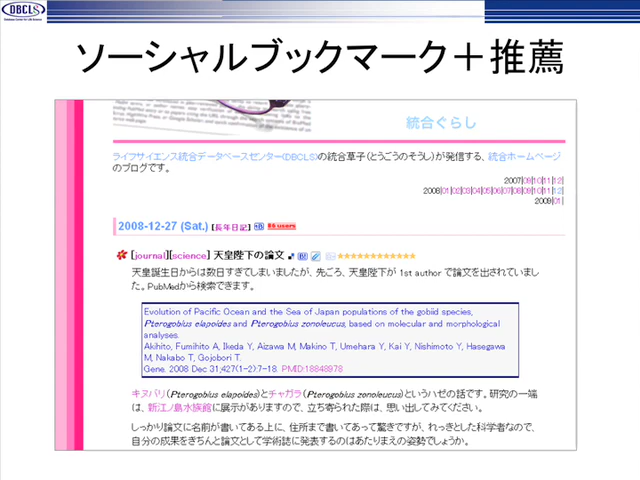 DBCLS
Database Center for Life Science
ソーシャルブックマーク＋推薦
統合ぐらし
ライフサイエンス統合データベースセンター(DBCLS)の統合草子(とうごうのそうし)が発信する、統合ホームページ
のブログです。
2007|09|10|11|12|
2008|01|02|03|04|05|06|07|08|09|10|11|12|
2009|01|
2008-12-27 (Sat.) [長年日記] 86 users
[journal][science] 天皇陛下の論文
天皇誕生日からは数日すぎてしまいましたが、先ごろ、天皇陛下が 1st author で論文を出されていまし
た。PubMedから検索できます。
Evolution of Pacific Ocean and the Sea of Japan populations of the gobiid species,
Pterogobius elapoides and Pterogobius zonoleucus, based on molecular and morphological
analyses.
Akihito, Fumihito A, Ikeda Y, Aizawa M, Makino T, Umehara Y, Kai Y, Nishimoto Y, Hasegawa
M, Nakabo T, Gojobori T.
Gene. 2008 Dec 31;427(1-2):7-18. PMID:18848978
キヌバリ(Pterogobius elapoides)とチャガラ(Pterogobius zonoleucus)というハゼの話です。研究の一端
は、新江ノ島水族館に展示がありますので、立ち寄られた際は、思い出してみてください。
しっかり論文に名前が書いてある上に、住所まで書いてあって驚きですが、れっきとした科学者なので、
自分の成果をきちんと論文として学術誌に発表するのはあたりまえの姿勢でしょうか。